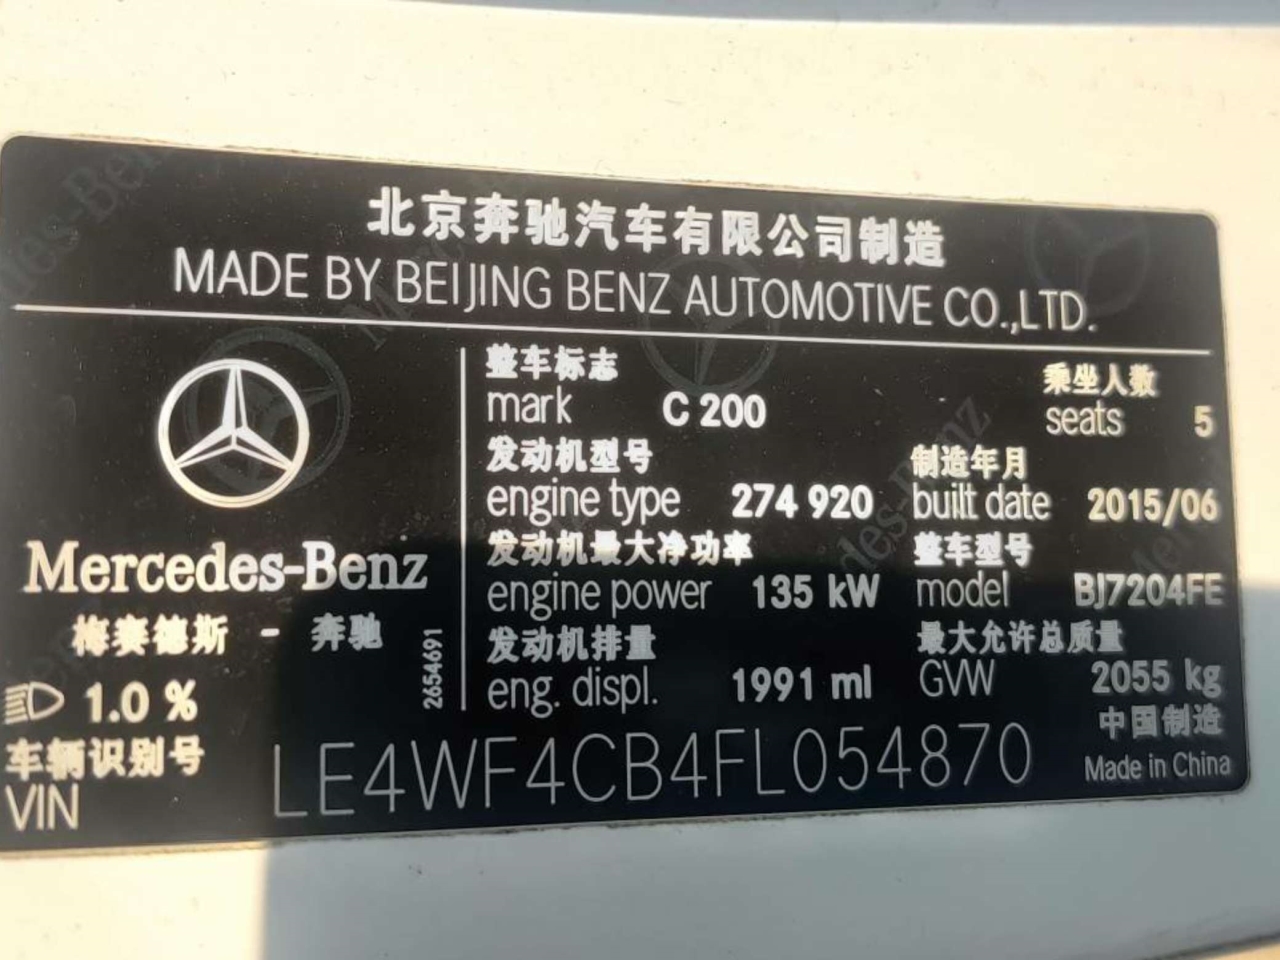 北京奔驰汽车有限公司制造
MADE BY BEIJING BENZ AUTOMOTIVE CO.,LTD.
Mercedes-Benz
梅赛德斯 - 奔驰
1.0 %
2654691
整车标志
mark C 200
乘坐人数
seats 5
发动机型号
engine type 274 920
制造年月
built date 2015/06
发动机最大净功率
engine power 135 kW
整车型号
model BJ7204FE
发动机排量
eng. displ. 1991 ml
最大允许总质量
GVW 2055 kg
中国制造
Made in China
车辆识别号
VIN LE4WF4CB4FL054870